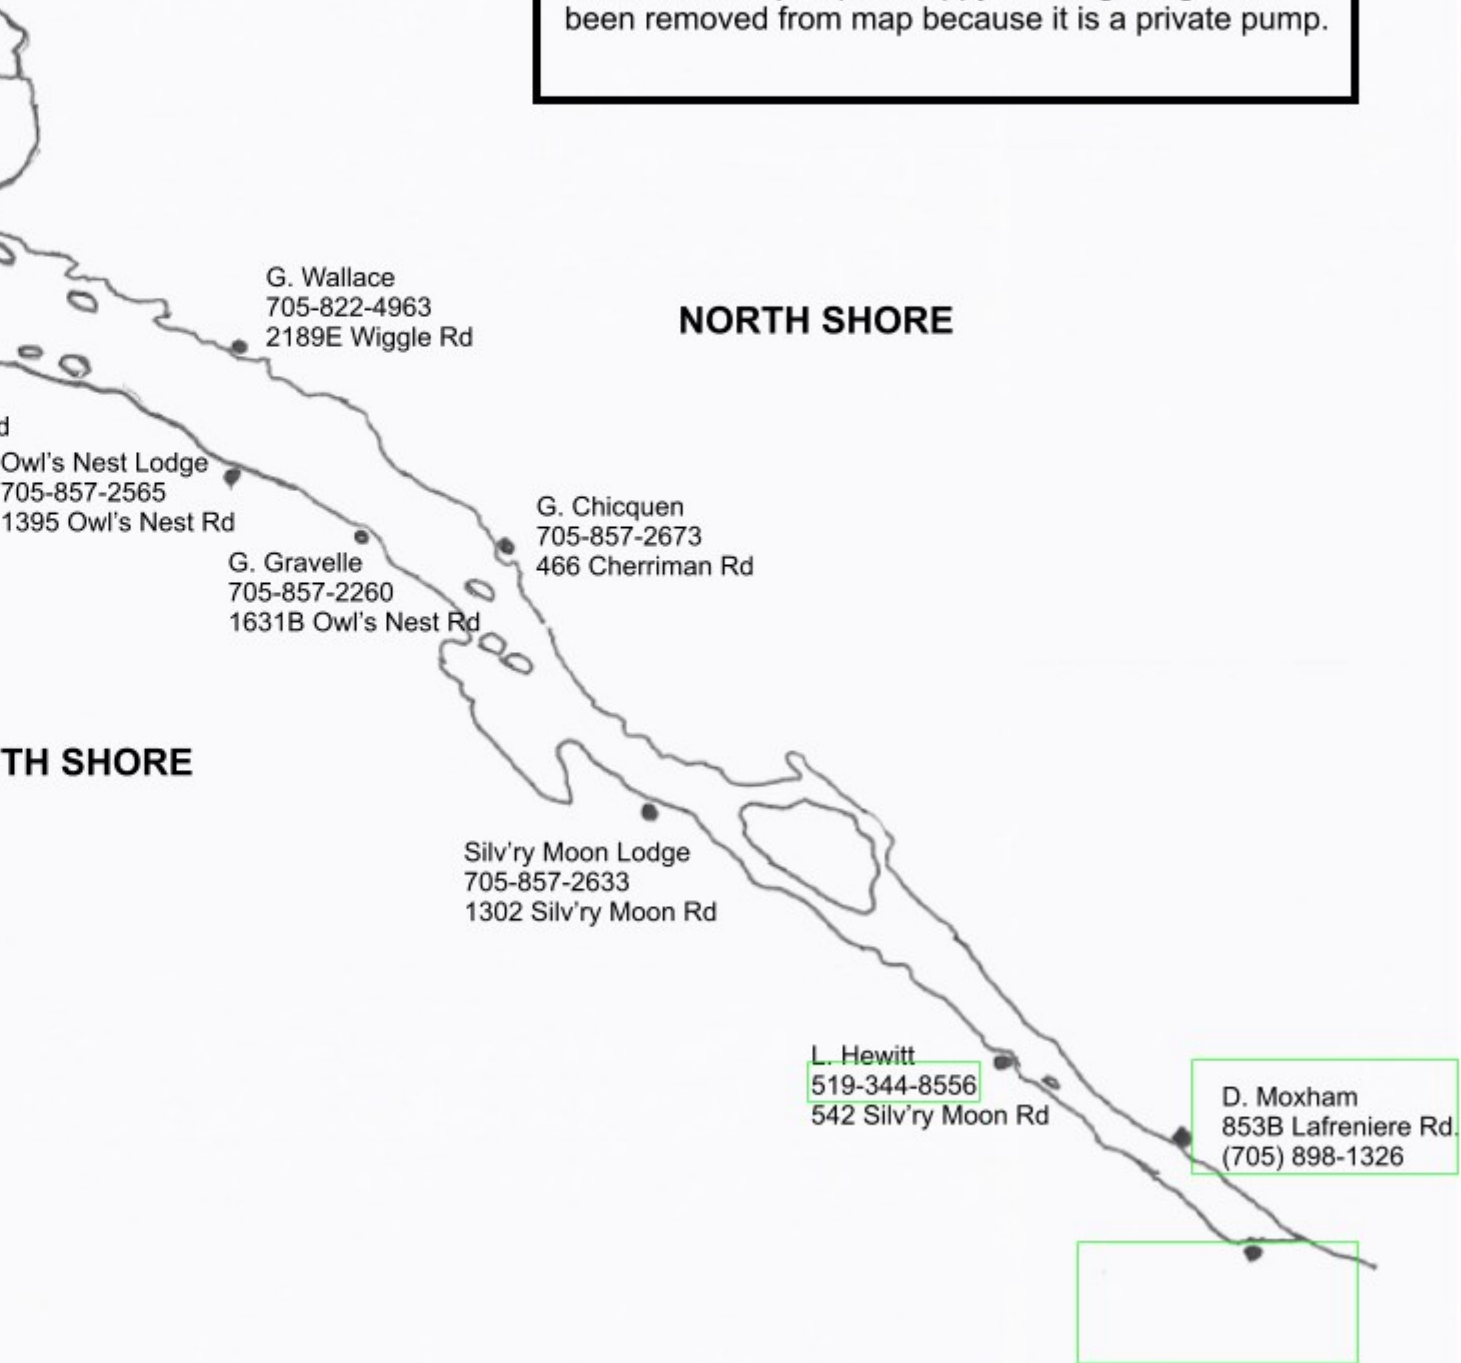 been removed from map because it is a private pump.
G. Wallace
705-822-4963
2189E Wiggle Rd
NORTH SHORE
d
Owl's Nest Lodge
705-857-2565
1395 Owl's Nest Rd
G. Chicquen
705-857-2673
466 Cherriman Rd
G. Gravelle
705-857-2260
1631B Owl's Nest Rd
TH SHORE
Silv'ry Moon Lodge
705-857-2633
1302 Silv'ry Moon Rd
L. Hewitt
519-344-8556
542 Silv'ry Moon Rd
D. Moxham
853B Lafreniere Rd.
(705) 898-1326